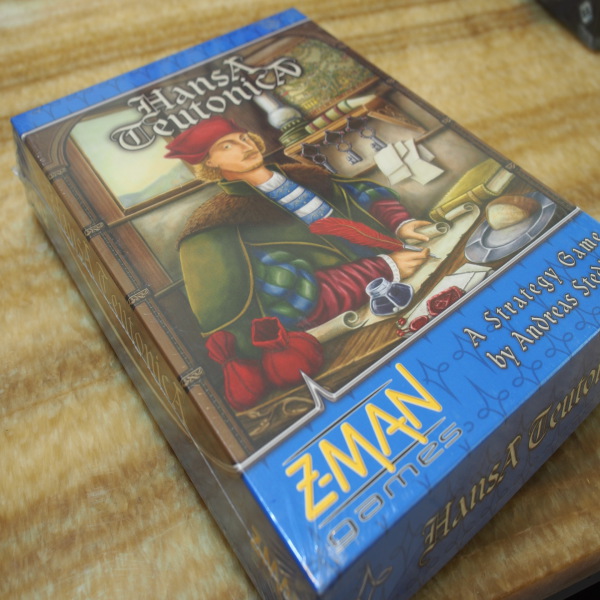 Hansa
Teutonica
A Strategy Game
by Andreas
Z-MAN
games
Hansa
Teutonica